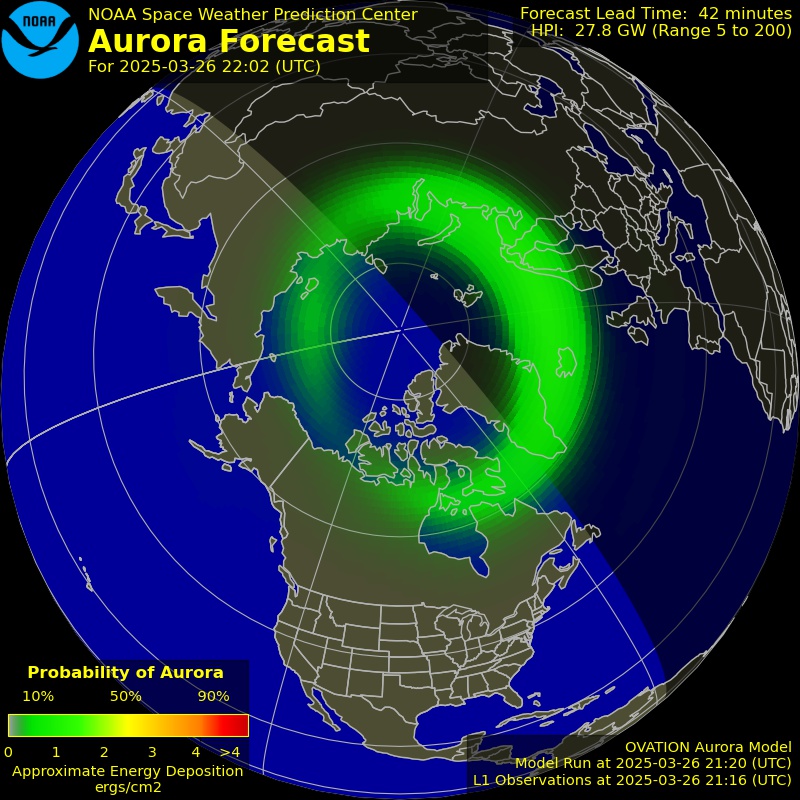 NOAA
NOAA Space Weather Prediction Center
Aurora Forecast
For 2025-03-26 22:02 (UTC)
Forecast Lead Time: 42 minutes
HPI: 27.8 GW (Range 5 to 200)
Probability of Aurora
10% 50% 90%
0 1 2 3 4 >4
Approximate Energy Deposition
ergs/cm2
OVATION Aurora Model
Model Run at 2025-03-26 21:20 (UTC)
L1 Observations at 2025-03-26 21:16 (UTC)